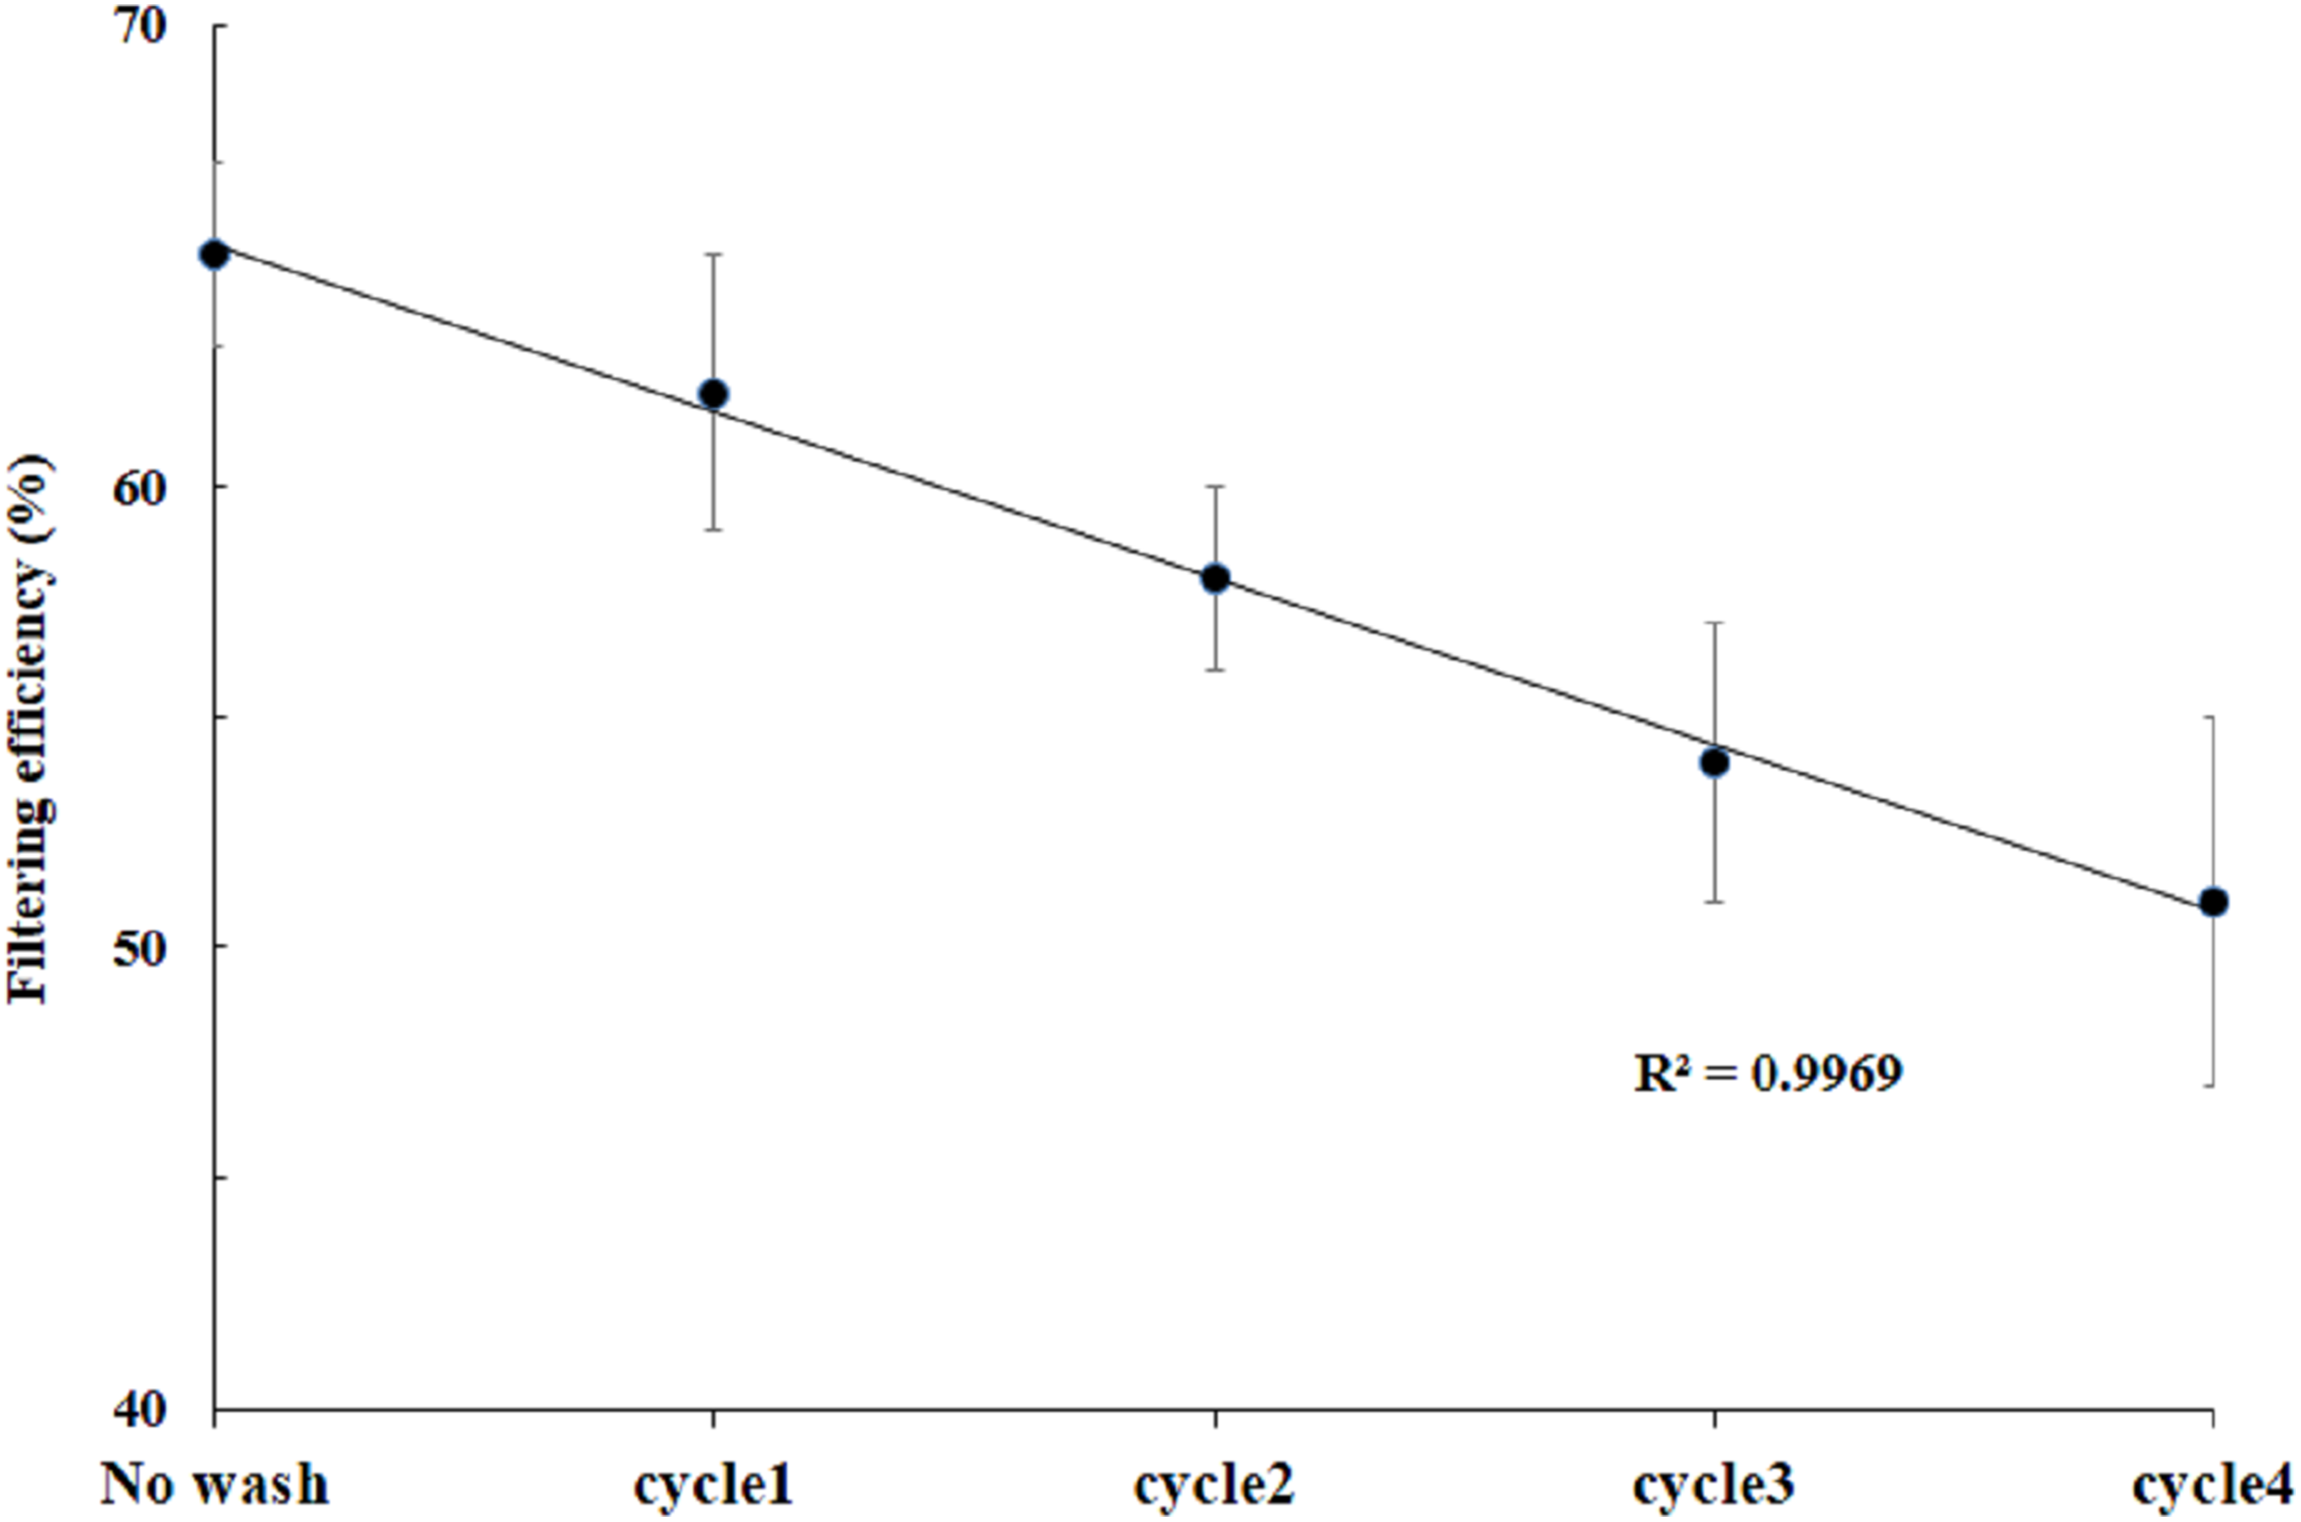 70
60
50
40
Filtering efficiency (%)
R² = 0.9969
No wash cycle1 cycle2 cycle3 cycle4